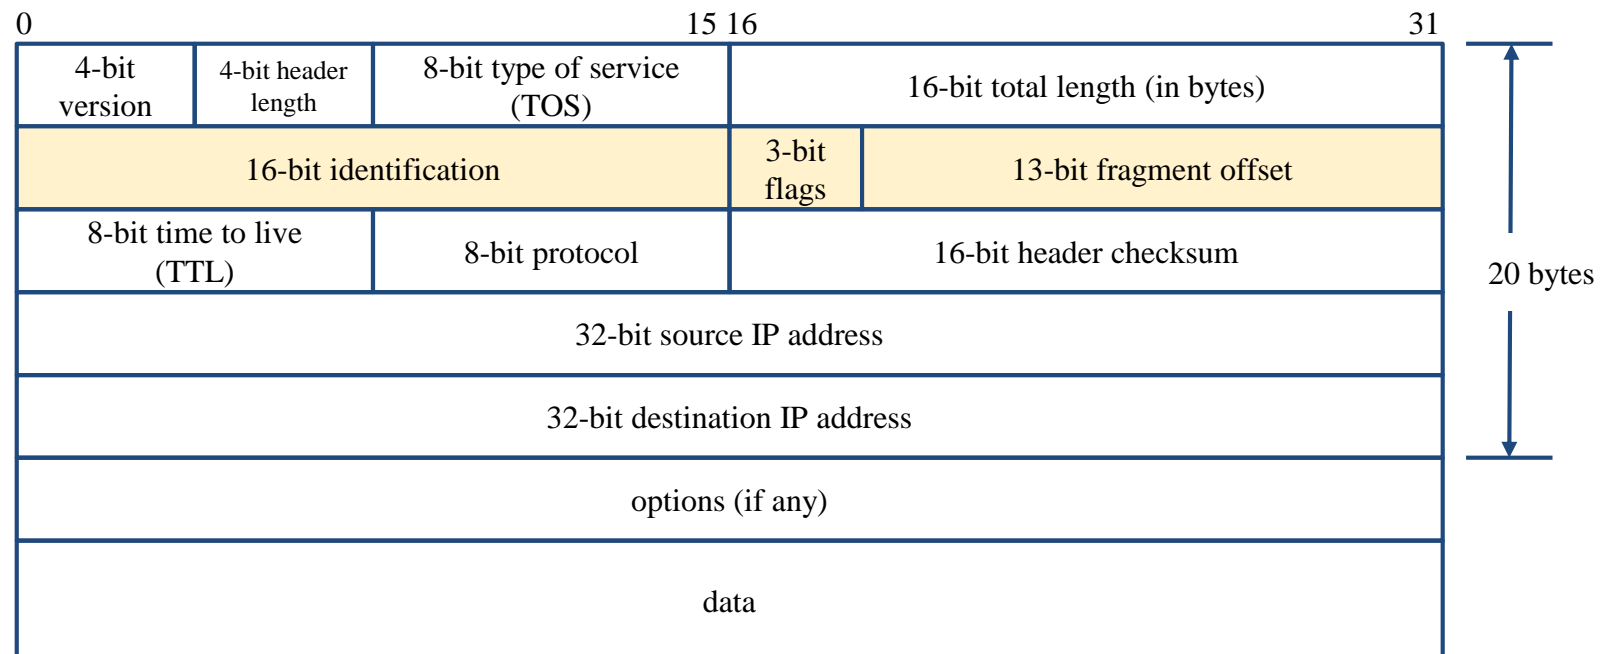 0
15 16
31
4-bit
version
4-bit header
length
8-bit type of service
(TOS)
16-bit total length (in bytes)
16-bit identification
3-bit
flags
13-bit fragment offset
8-bit time to live
(TTL)
8-bit protocol
16-bit header checksum
20 bytes
32-bit source IP address
32-bit destination IP address
options (if any)
data